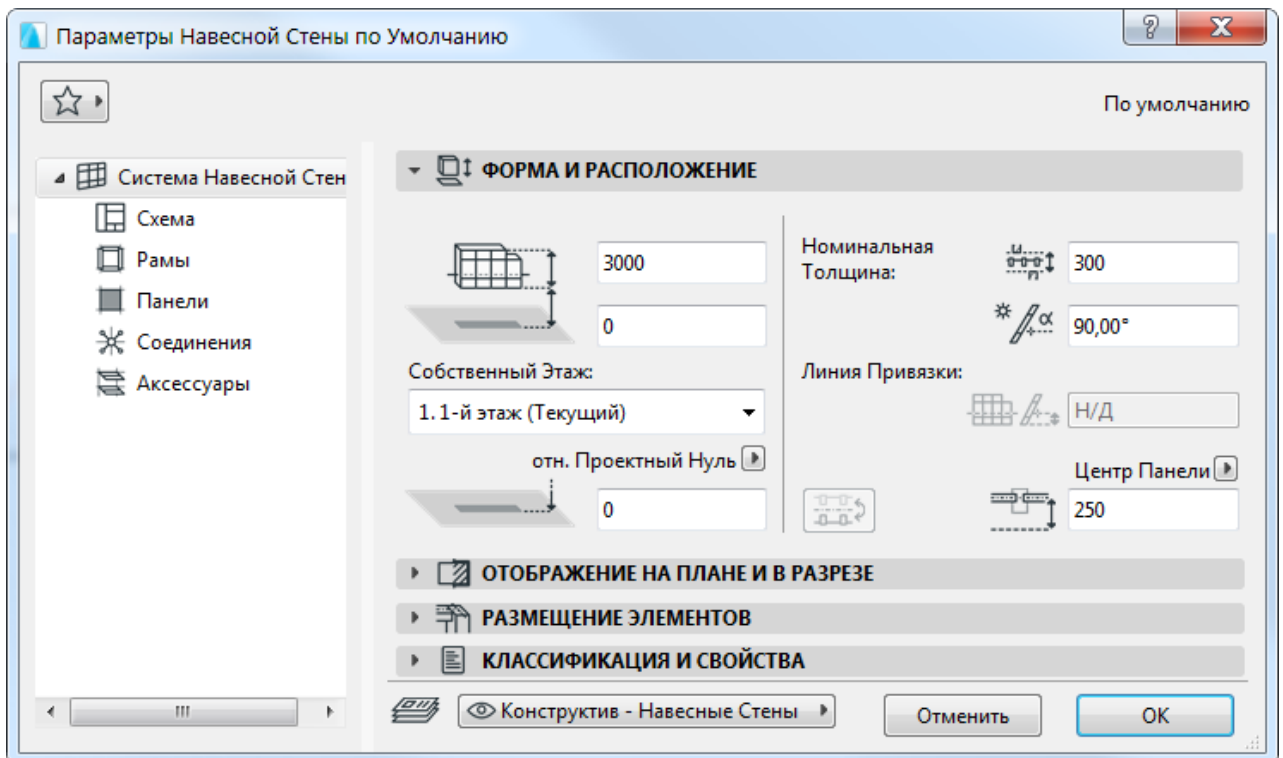 Параметры Навесной Стены по Умолчанию
По умолчанию
Система Навесной Стен
Схема
Рамы
Панели
Соединения
Аксессуары
ФОРМА И РАСПОЛОЖЕНИЕ
3000
0
Собственный Этаж:
1. 1-й этаж (Текущий)
отн. Проектный Нуль
0
Номинальная
Толщина:
300
α
90,00°
Линия Привязки:
Н/Д
Центр Панели
250
ОТОБРАЖЕНИЕ НА ПЛАНЕ И В РАЗРЕЗЕ
РАЗМЕЩЕНИЕ ЭЛЕМЕНТОВ
КЛАССИФИКАЦИЯ И СВОЙСТВА
Конструктив - Навесные Стены
Отменить
ОК